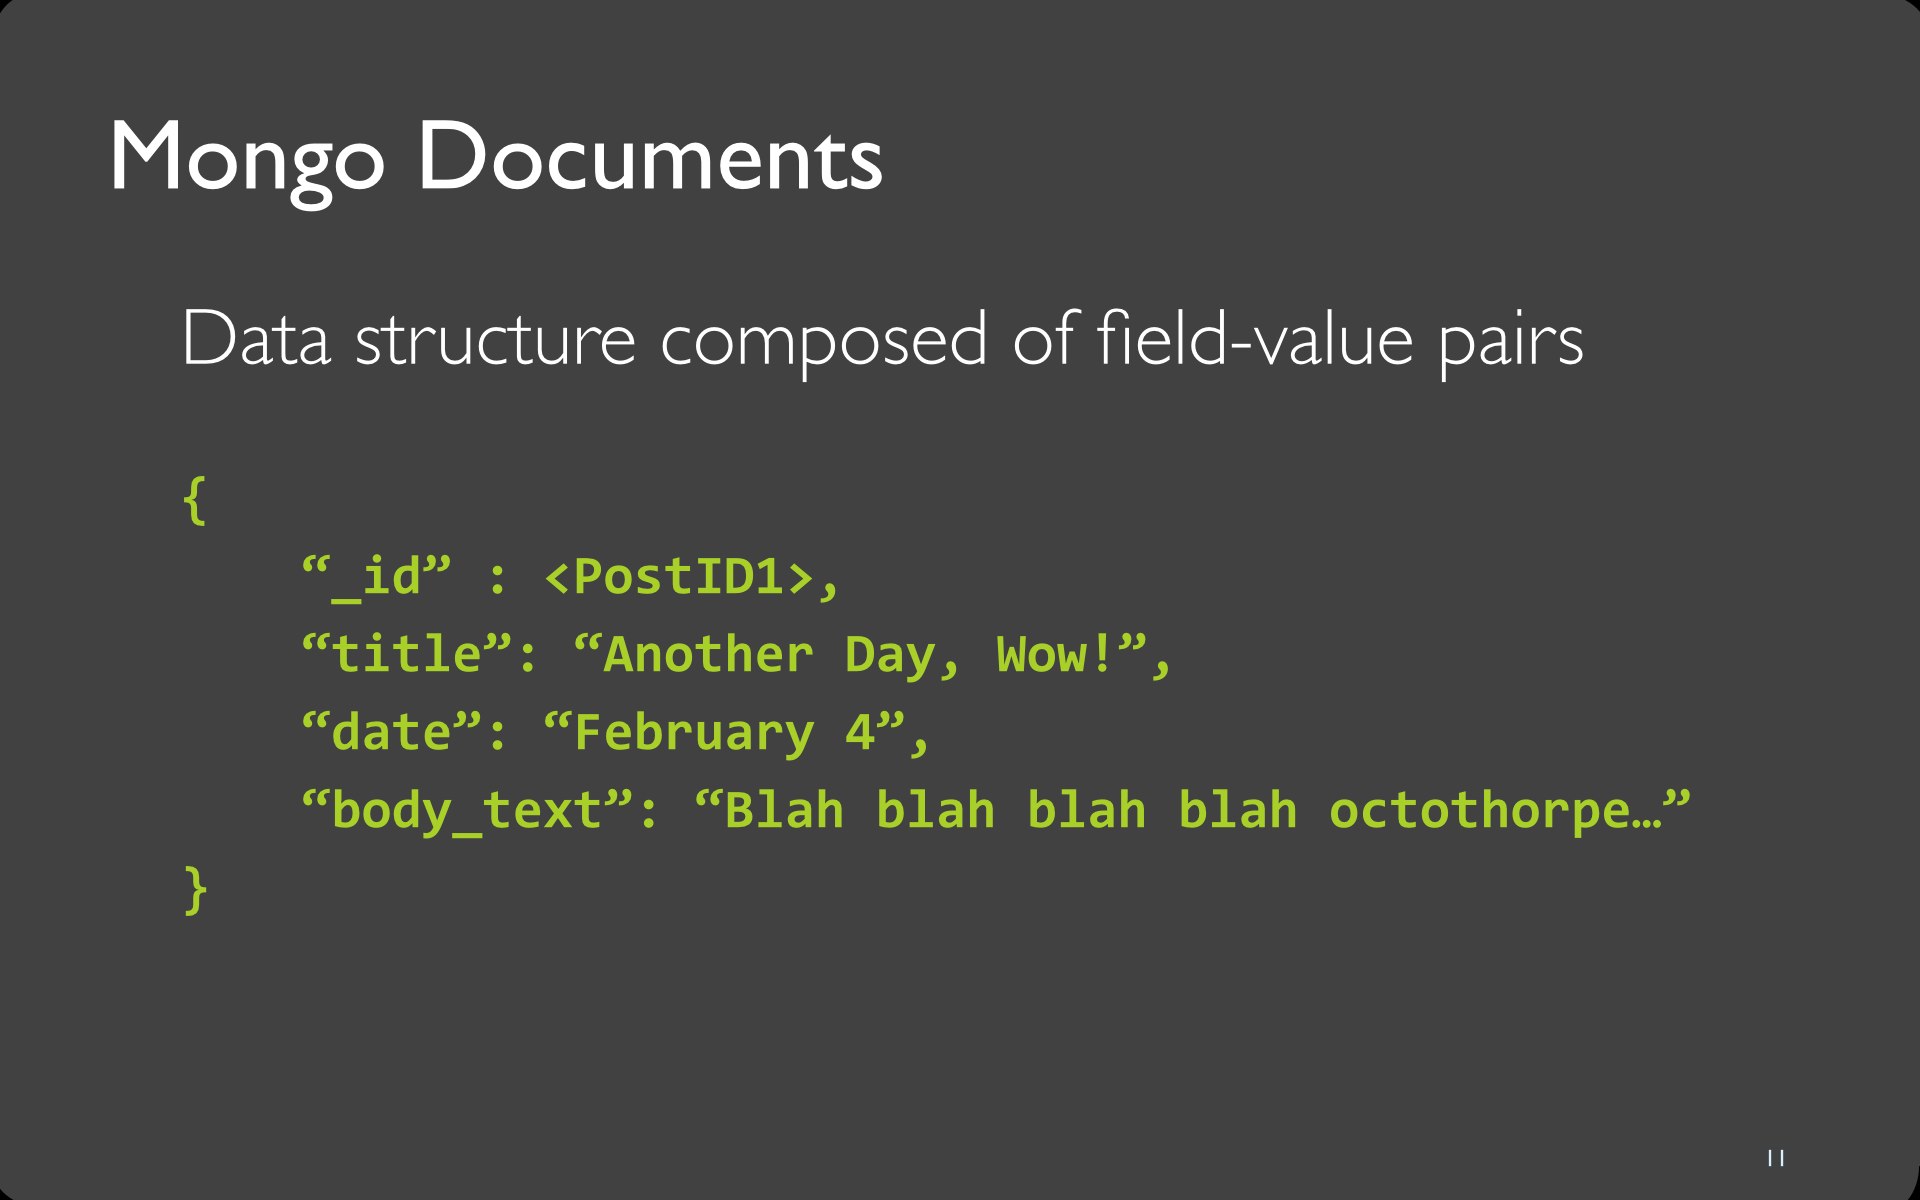 Mongo Documents
Data structure composed of field-value pairs
{
“_id” : <PostID1>,
“title”: “Another Day, Wow!”,
“date”: “February 4”,
“body_text”: “Blah blah blah blah octothorpe…”
}
11